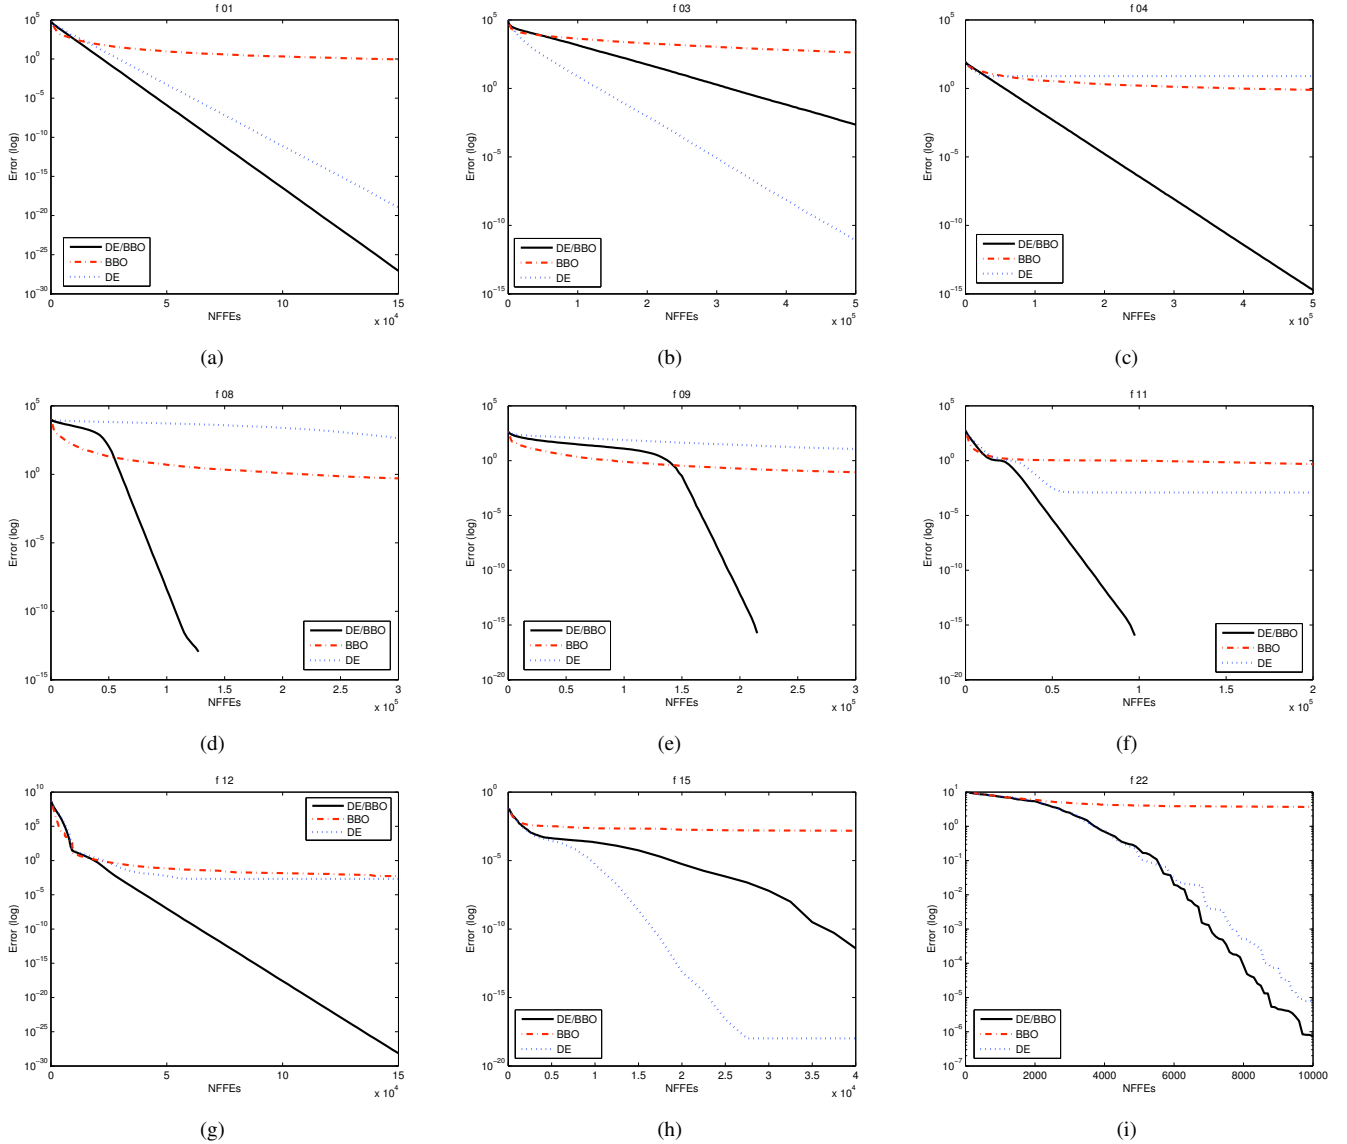 f 01
f 03
f 04
10^5
10^0
10^−5
10^−10
10^−15
10^−20
10^−25
10^−30
Error (log)
DE/BBO
BBO
DE
0
5
10
15
NFFEs
x 10^4
10^5
10^0
10^−5
10^−10
10^−15
Error (log)
DE/BBO
BBO
DE
0
1
2
3
4
5
NFFEs
x 10^5
10^5
10^0
10^−5
10^−10
10^−15
Error (log)
DE/BBO
BBO
DE
0
1
2
3
4
5
NFFEs
x 10^5
(a)
(b)
(c)
f 08
f 09
f 11
10^5
10^0
10^−5
10^−10
10^−15
Error (log)
DE/BBO
BBO
DE
0
0.5
1
1.5
2
2.5
3
NFFEs
x 10^5
10^5
10^0
10^−5
10^−10
10^−15
10^−20
Error (log)
DE/BBO
BBO
DE
0
0.5
1
1.5
2
2.5
3
NFFEs
x 10^5
10^5
10^0
10^−5
10^−10
10^−15
10^−20
Error (log)
DE/BBO
BBO
DE
0
0.5
1
1.5
2
NFFEs
x 10^5
(d)
(e)
(f)
f 12
f 15
f 22
10^10
10^5
10^0
10^−5
10^−10
10^−15
10^−20
10^−25
10^−30
Error (log)
DE/BBO
BBO
DE
0
5
10
15
NFFEs
x 10^4
10^0
10^−5
10^−10
10^−15
10^−20
Error (log)
DE/BBO
BBO
DE
0
0.5
1
1.5
2
2.5
3
3.5
4
NFFEs
x 10^4
10^1
10^0
10^−1
10^−2
10^−3
10^−4
10^−5
10^−6
10^−7
Error (log)
DE/BBO
BBO
DE
0
2000
4000
6000
8000
10000
NFFEs
(g)
(h)
(i)